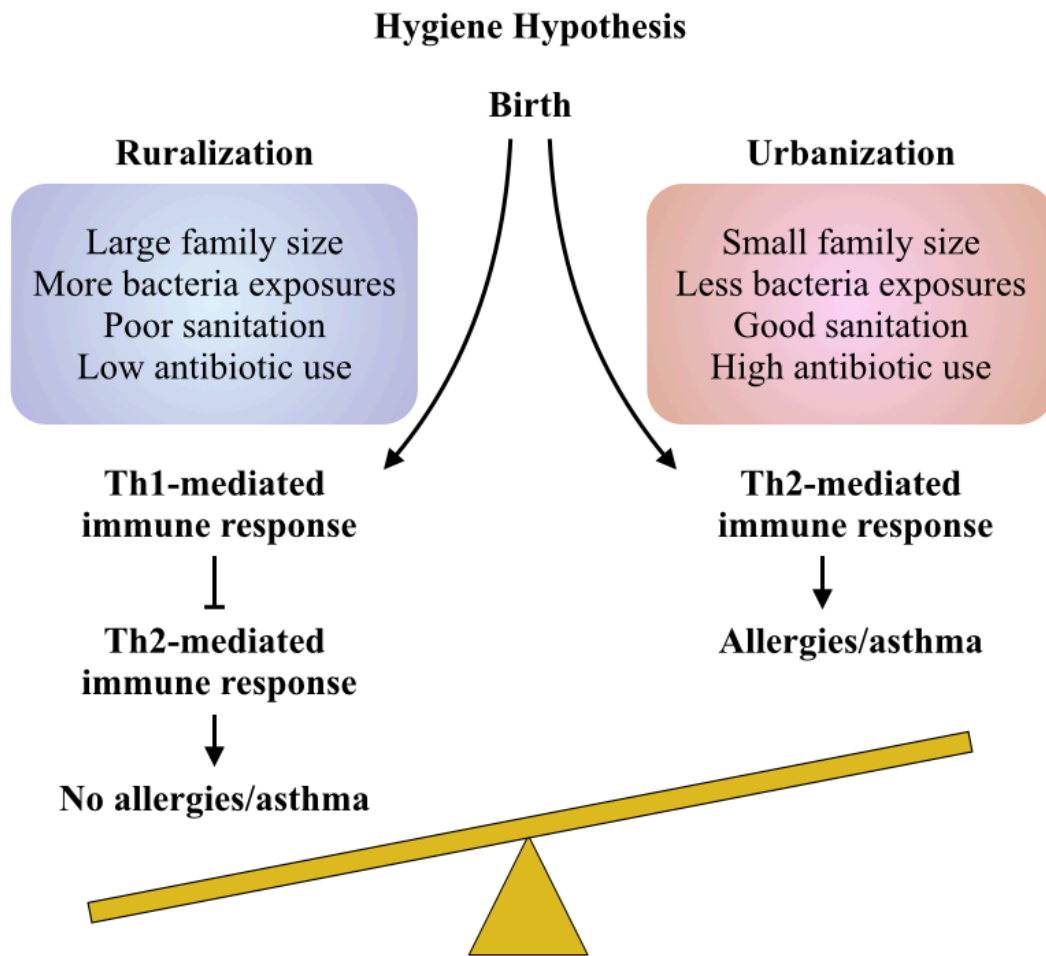 Hygiene Hypothesis
Birth
Ruralization
Large family size
More bacteria exposures
Poor sanitation
Low antibiotic use
Th1-mediated
immune response
Th2-mediated
immune response
No allergies/asthma
Urbanization
Small family size
Less bacteria exposures
Good sanitation
High antibiotic use
Th2-mediated
immune response
Allergies/asthma